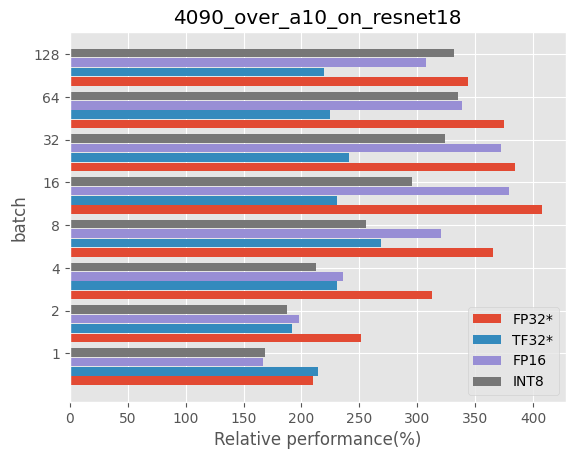 4090_over_a10_on_resnet18
batch
128
64
32
16
8
4
2
1
FP32*
TF32*
FP16
INT8
0 50 100 150 200 250 300 350 400
Relative performance(%)